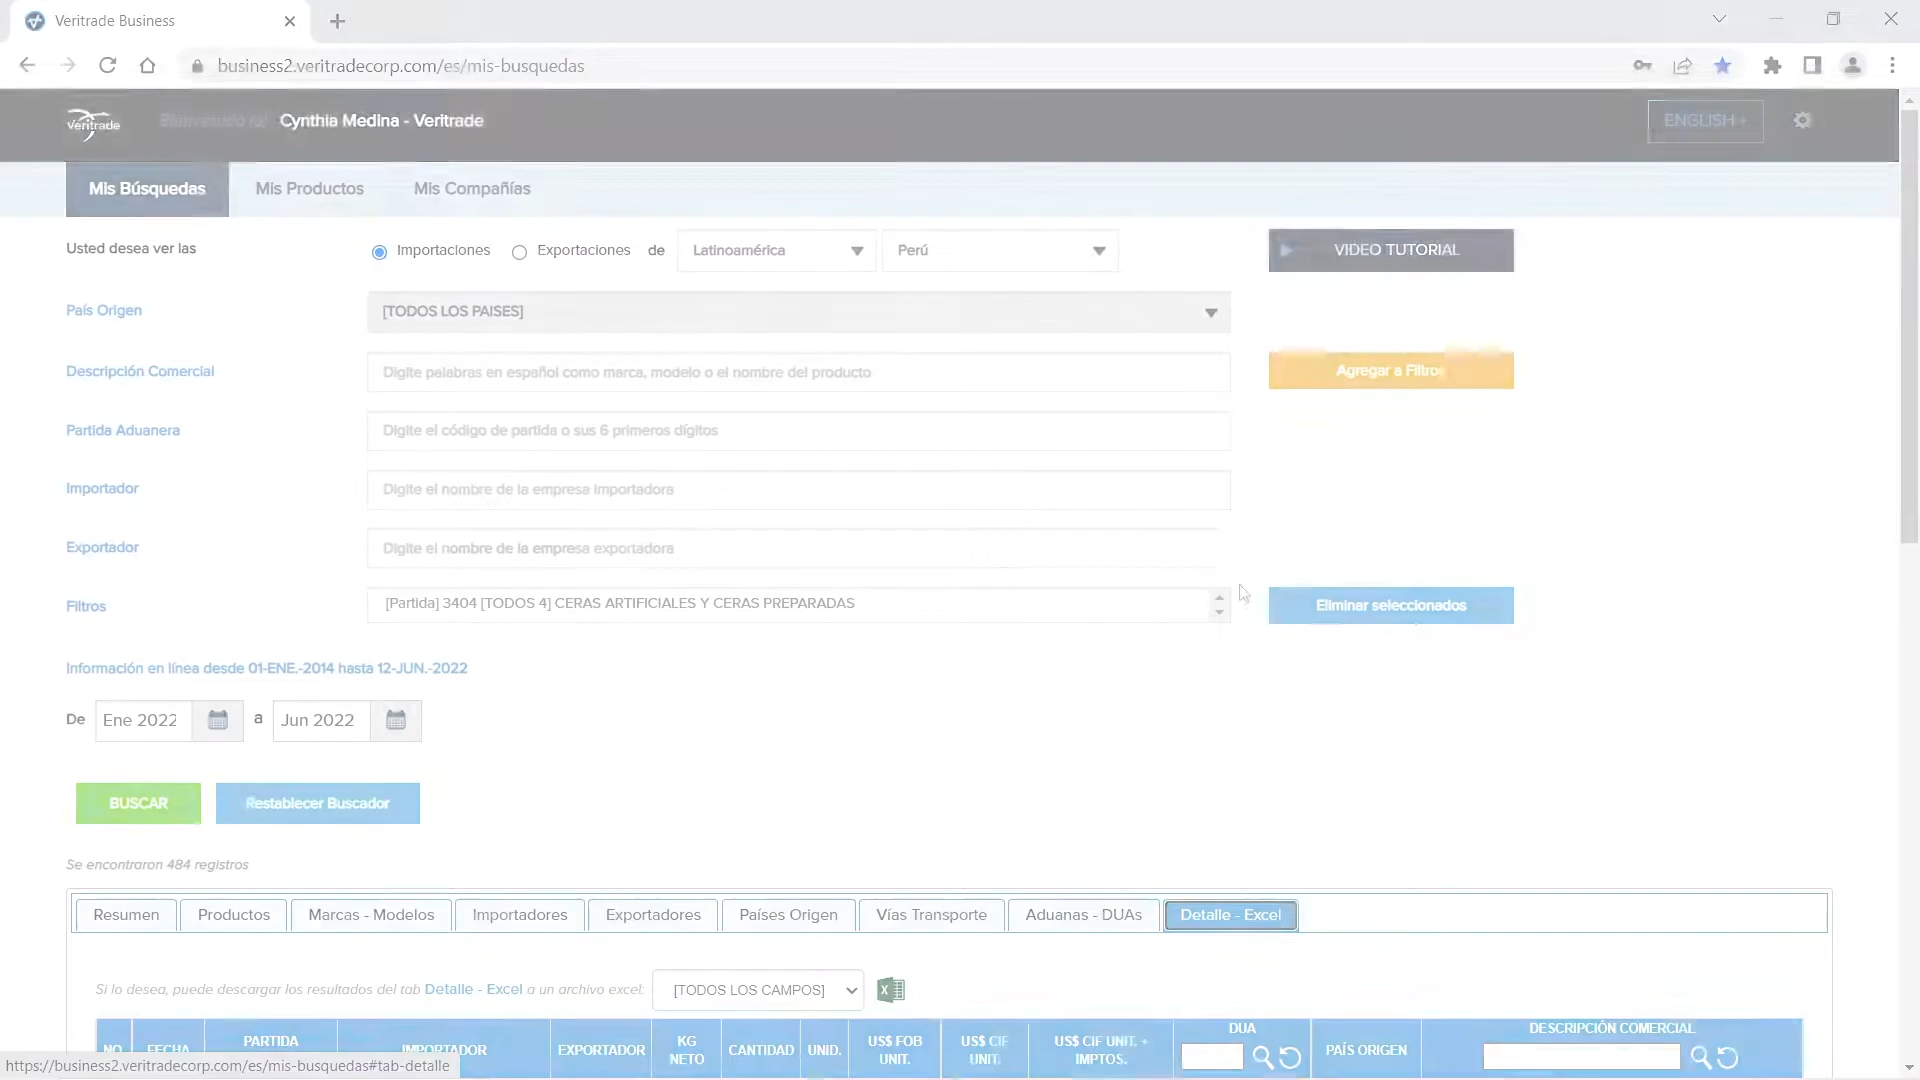 Veritrade Business
business2.veritradecorp.com/es/mis-busquedas
Veritrade
Cynthia Medina - Veritrade
ENGLISH +
Mis Búsquedas
Mis Productos
Mis Compañías
Usted desea ver las
Importaciones
Exportaciones
de
Latinoamérica
Perú
VIDEO TUTORIAL
País Origen
[TODOS LOS PAISES]
Descripción Comercial
Digite palabras en español como marca, modelo o el nombre del producto
Agregar a Filtro
Partida Aduanera
Digite el código de partida o sus 6 primeros dígitos
Importador
Digite el nombre de la empresa importadora
Exportador
Digite el nombre de la empresa exportadora
Filtros
[Partida] 3404 [TODOS 4] CERAS ARTIFICIALES Y CERAS PREPARADAS
Eliminar seleccionados
Información en línea desde 01-ENE.-2014 hasta 12-JUN.-2022
De
Ene 2022
a
Jun 2022
BUSCAR
Restablecer Buscador
Se encontraron 484 registros
Resumen
Productos
Marcas - Modelos
Importadores
Exportadores
Países Origen
Vías Transporte
Aduanas - DUAs
Detalle - Excel
Si lo desea, puede descargar los resultados del tab Detalle - Excel a un archivo excel:
[TODOS LOS CAMPOS]
NO
FECHA
PARTIDA
IMPORTADOR
EXPORTADOR
KG
NETO
CANTIDAD
UNID.
US$ FOB
UNIT.
US$ CIF
UNIT.
US$ CIF UNIT. +
IMPTOS.
DUA
PAÍS ORIGEN
DESCRIPCIÓN COMERCIAL
https://business2.veritradecorp.com/es/mis-busquedas#tab-detalle